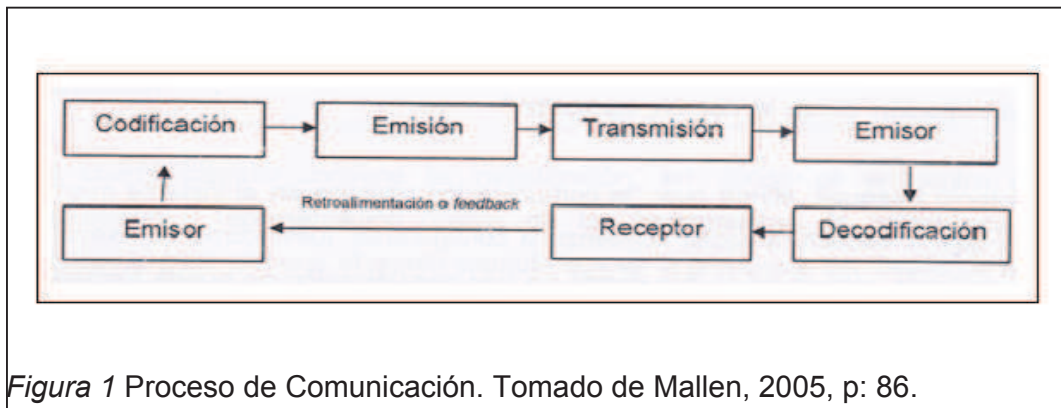 Codificación Emisión Transmisión Emisor
Retroalimentación o feedback
Emisor Receptor Decodificación
Figura 1 Proceso de Comunicación. Tomado de Mallen, 2005, p: 86.